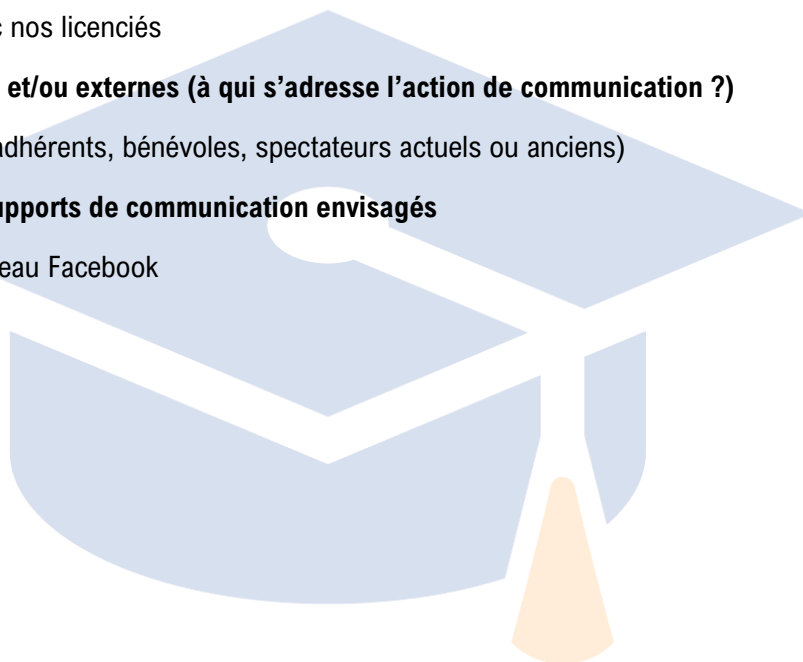 nos licenciés
et/ou externes (à qui s’adresse l’action de communication ?)
adhérents, bénévoles, spectateurs actuels ou anciens)
upports de communication envisagés
eau Facebook